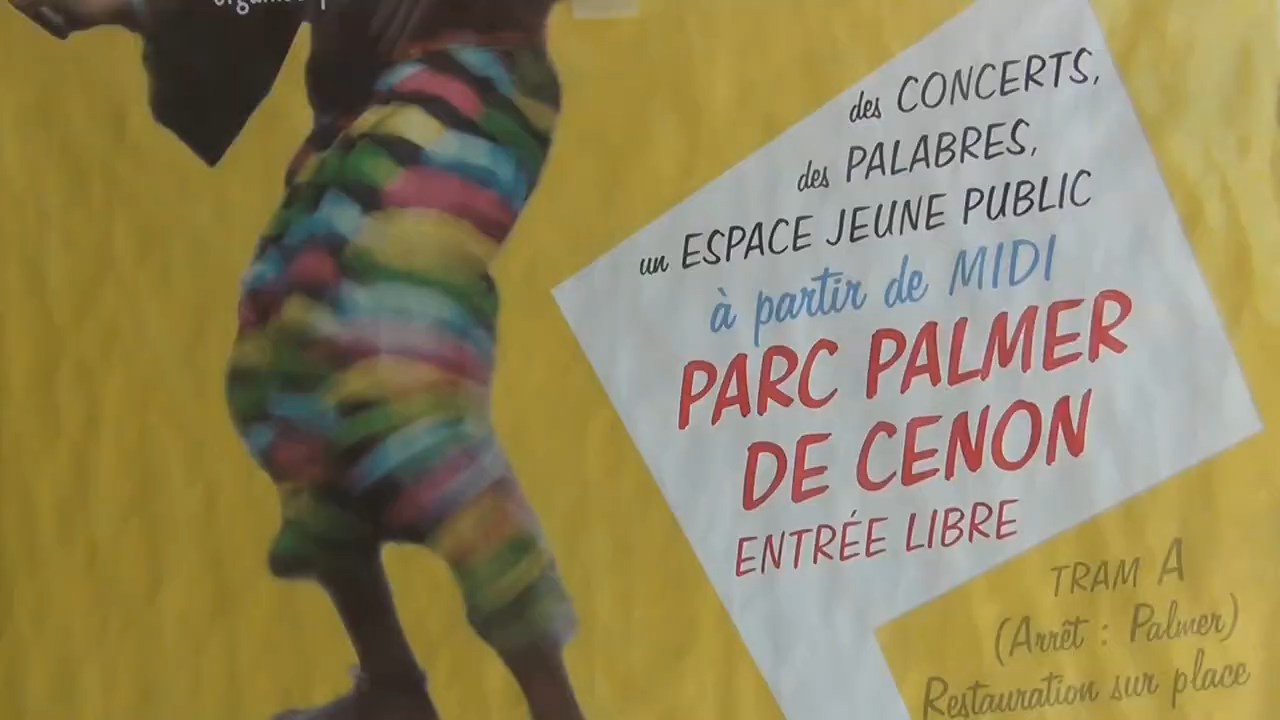 des CONCERTS,
des PALABRES,
un ESPACE JEUNE PUBLIC
à partir de MIDI
PARC PALMER
DE CENON
ENTRÉE LIBRE
TRAM A
(Arrêt : Palmer)
Restauration sur place